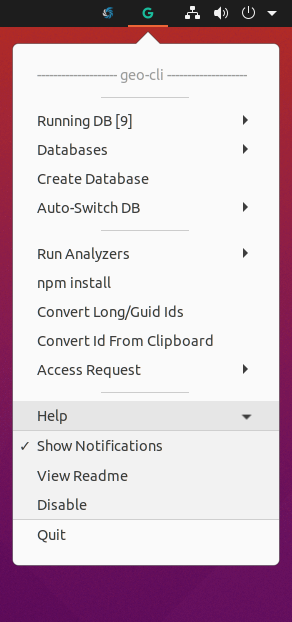 -------------------- geo-cli --------------------
Running DB [9]
Databases
Create Database
Auto-Switch DB
Run Analyzers
npm install
Convert Long/Guid Ids
Convert Id From Clipboard
Access Request
Help
✓ Show Notifications
View Readme
Disable
Quit